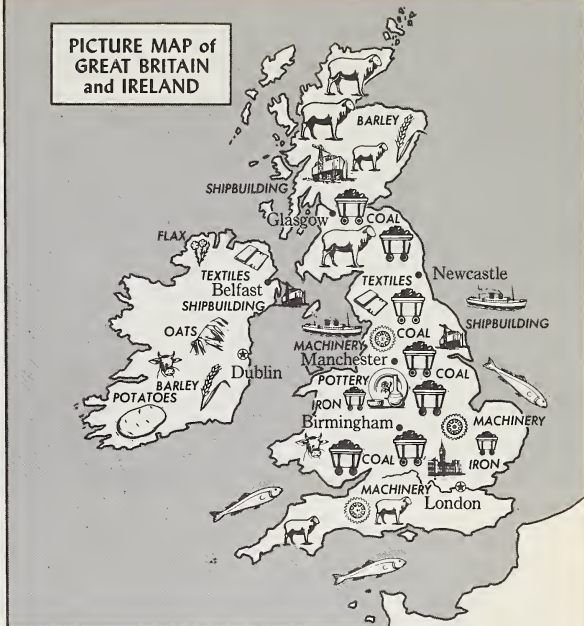 PICTURE MAP of
GREAT BRITAIN
and IRELAND
BARLEY
SHIPBUILDING
Glasgow
COAL
FLAX
TEXTILES
Belfast
SHIPBUILDING
TEXTILES
Newcastle
SHIPBUILDING
OATS
MACHINERY
COAL
Manchester
Dublin
COAL
BARLEY
POTATOES
POTTERY
IRON
MACHINERY
Birmingham
COAL
IRON
MACHINERY
London